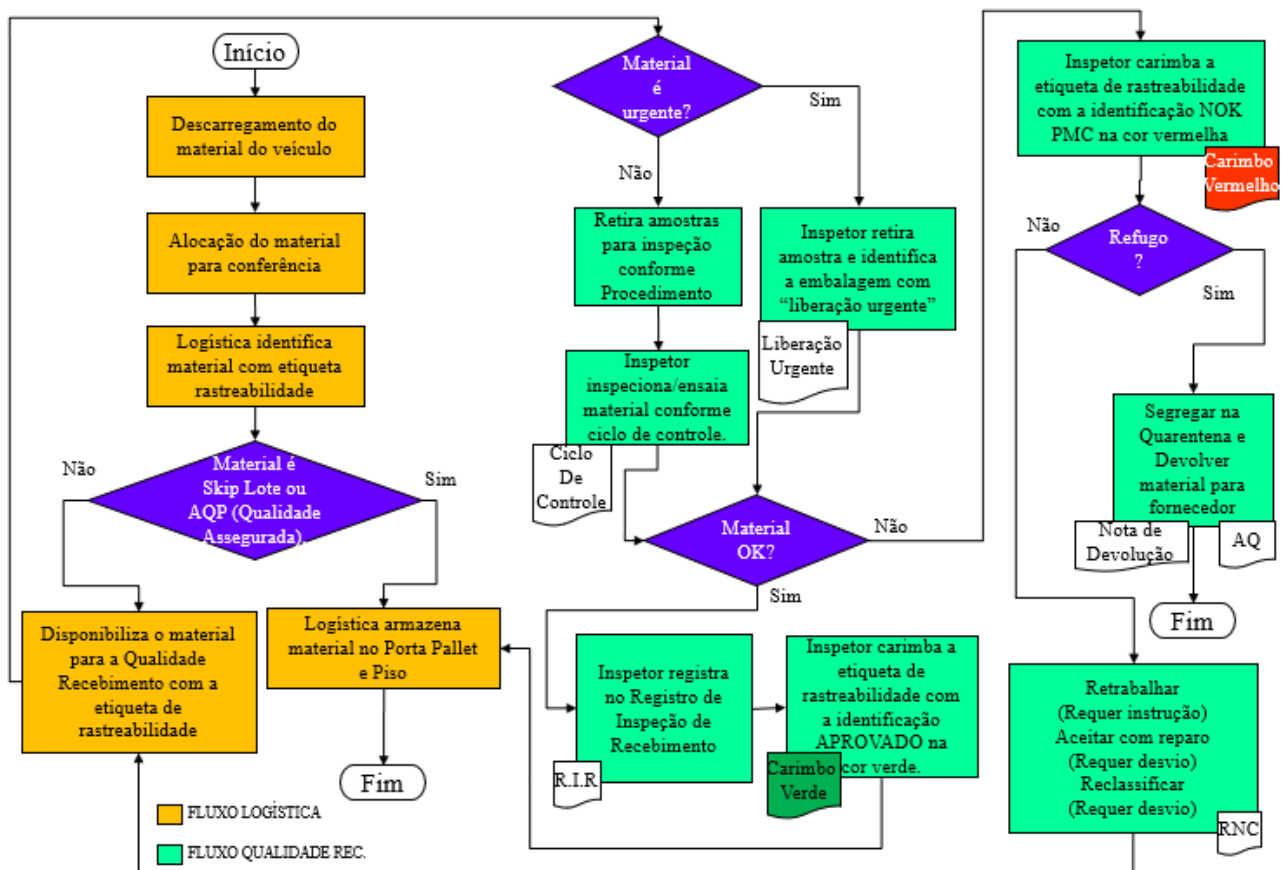 Início
Descarregamento do
material do veículo
Alocação do material
para conferência
Logística identifica
material com etiqueta
rastreabilidade
Material é
Skip Lote ou
AQP (Qualidade
Assegurada).
Não
Sim
Disponibiliza o material
para a Qualidade
Recebimento com a
etiqueta de
rastreabilidade
Logística armazena
material no Porta Pallet
e Piso
Fim
FLUXO LOGÍSTICA
FLUXO QUALIDADE REC.
Material
é
urgente?
Sim
Não
Retira amostras
para inspeção
conforme
Procedimento
Inspetor retira
amostra e identifica
a embalagem com
“liberação urgente”
Liberação
Urgente
Inspetor
inspeciona/ensaia
material conforme
ciclo de controle.
Ciclo
De
Controle
Material
OK?
Não
Sim
Inspetor registra
no Registro de
Inspeção de
Recebimento
R.I.R
Inspetor carimba a
etiqueta de
rastreabilidade com
a identificação
APROVADO na
cor verde.
Carimbo
Verde
Inspetor carimba a
etiqueta de rastreabilidade
com a identificação NOK
PMC na cor vermelha
Carimbo
Vermelho
Refugo
?
Não
Sim
Segregar na
Quarentena e
Devolver
material para
fornecedor
Nota de
Devolução
AQ
Fim
Retrabalhar
(Requer instrução)
Aceitar com reparo
(Requer desvio)
Reclassificar
(Requer desvio)
RNC